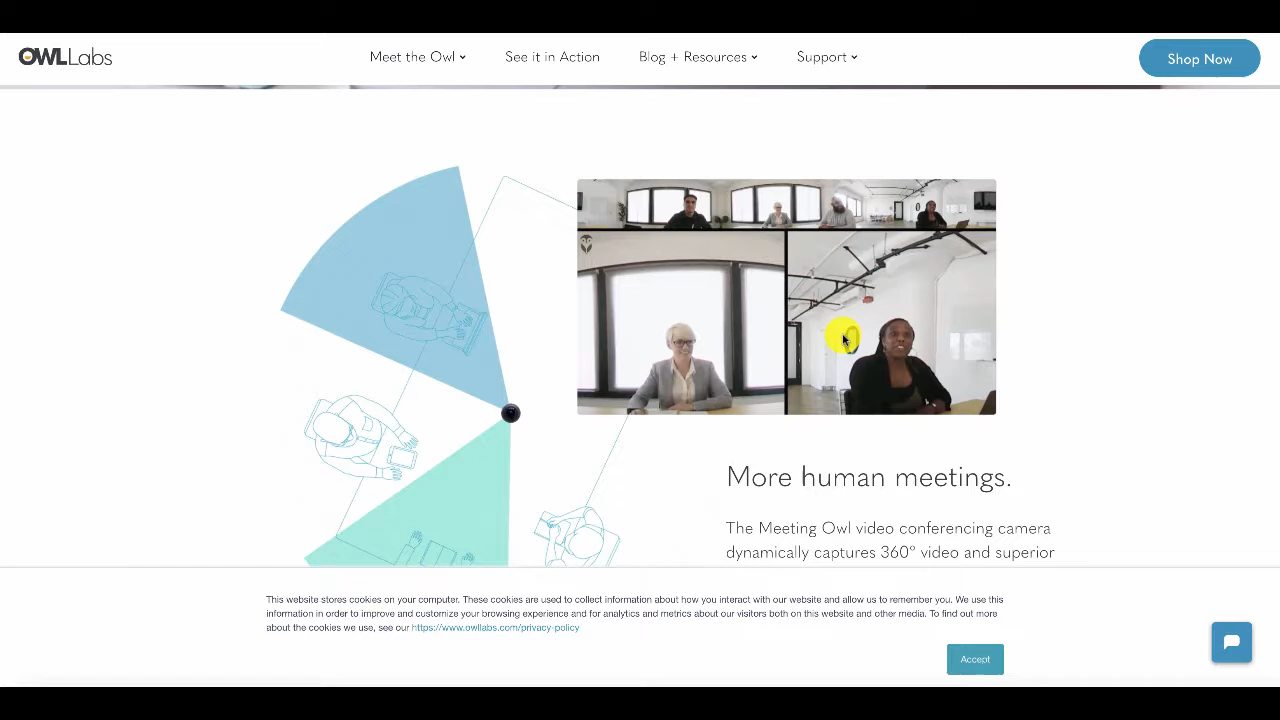 OWLLabs
Meet the Owl
See it in Action
Blog + Resources
Support
Shop Now
More human meetings.
The Meeting Owl video conferencing camera
dynamically captures 360° video and superior
This website stores cookies on your computer. These cookies are used to collect information about how you interact with our website and allow us to remember you. We use this
information in order to improve and customize your browsing experience and for analytics and metrics about our visitors both on this website and other media. To find out more
about the cookies we use, see our https://www.owllabs.com/privacy-policy
Accept